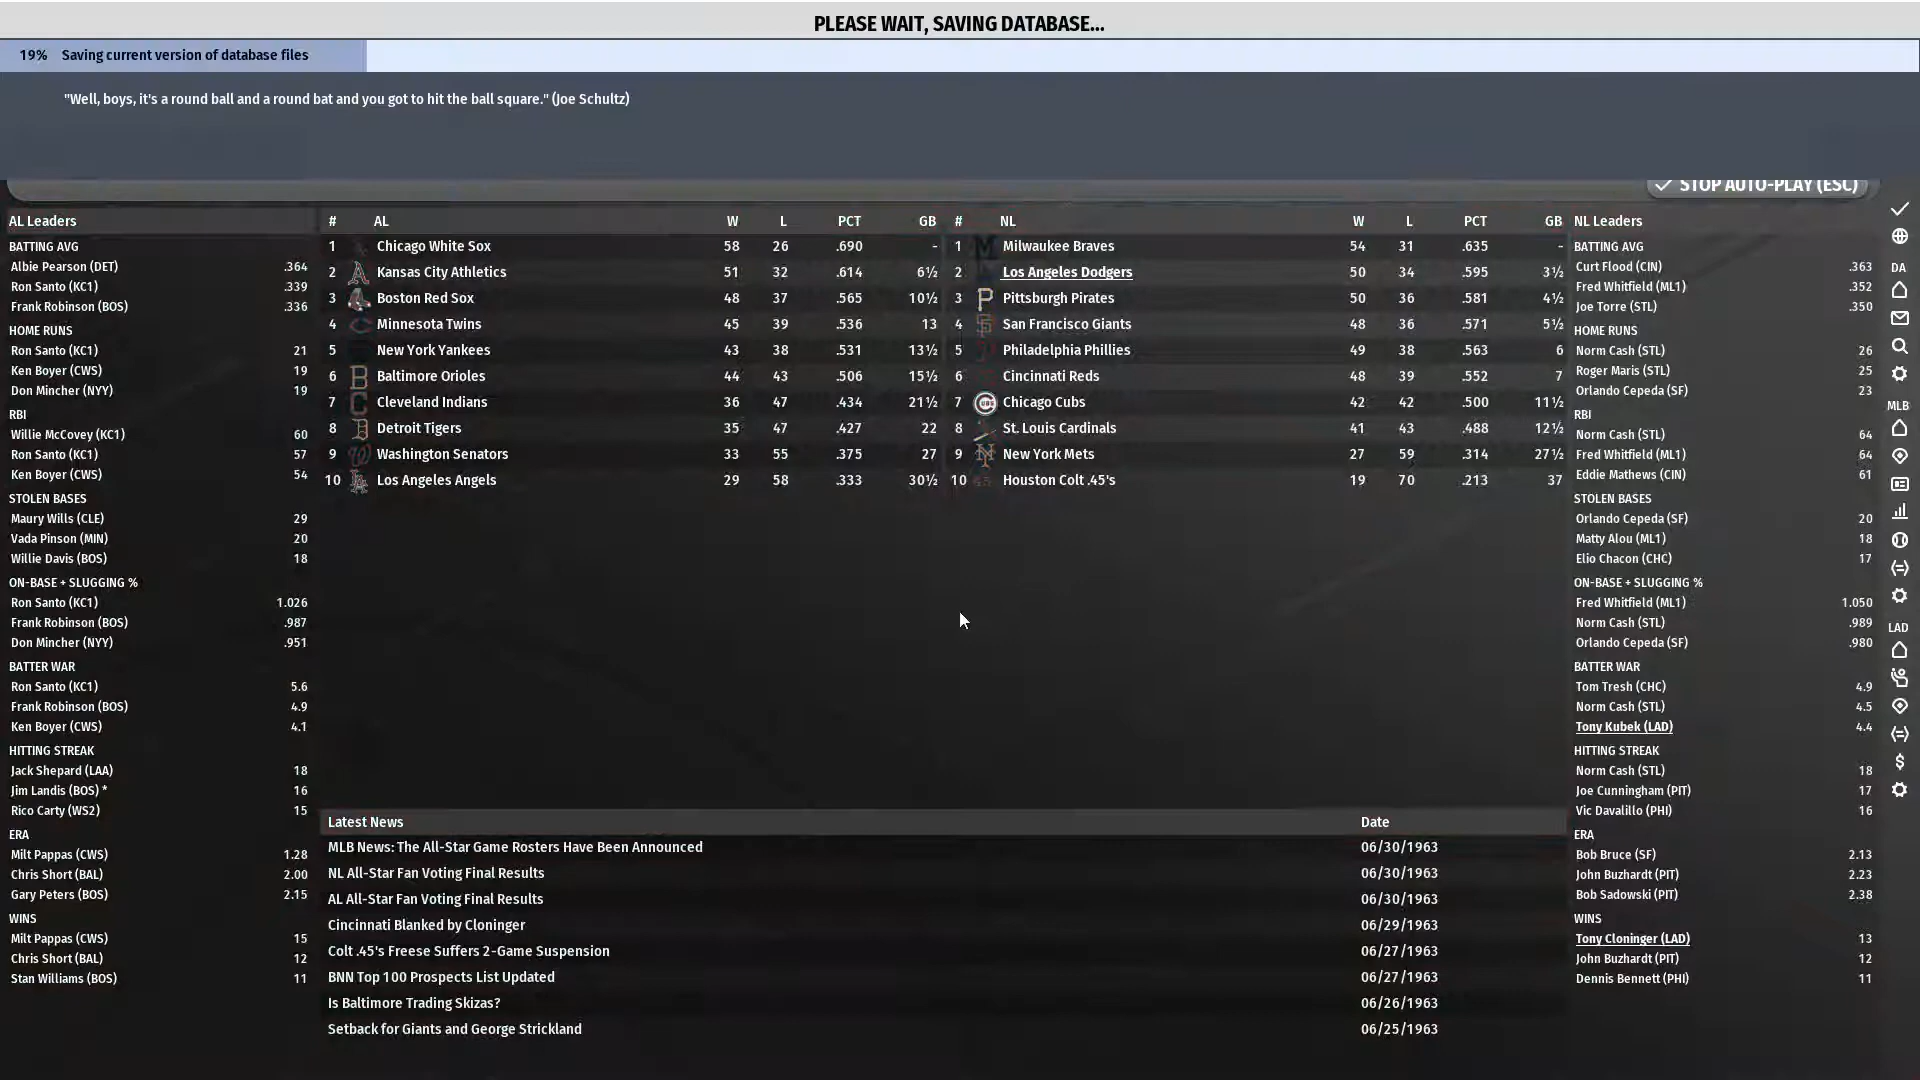 PLEASE WAIT, SAVING DATABASE...
19% Saving current version of database files
"Well, boys, it's a round ball and a round bat and you got to hit the ball square." (Joe Schultz)
STOP AUTO-PLAY (ESC)
AL Leaders
BATTING AVG
Albie Pearson (DET) .364
Ron Santo (KC1) .339
Frank Robinson (BOS) .336
HOME RUNS
Ron Santo (KC1) 21
Ken Boyer (CWS) 19
Don Mincher (NYY) 19
RBI
Willie McCovey (KC1) 60
Ron Santo (KC1) 57
Ken Boyer (CWS) 54
STOLEN BASES
Maury Wills (CLE) 29
Vada Pinson (MIN) 20
Willie Davis (BOS) 18
ON-BASE + SLUGGING %
Ron Santo (KC1) 1.026
Frank Robinson (BOS) .987
Don Mincher (NYY) .951
BATTER WAR
Ron Santo (KC1) 5.6
Frank Robinson (BOS) 4.9
Ken Boyer (CWS) 4.1
HITTING STREAK
Jack Shepard (LAA) 18
Jim Landis (BOS) * 16
Rico Carty (WS2) 15
ERA
Milt Pappas (CWS) 1.28
Chris Short (BAL) 2.00
Gary Peters (BOS) 2.15
WINS
Milt Pappas (CWS) 15
Chris Short (BAL) 12
Stan Williams (BOS) 11
# AL W L PCT GB
1 Chicago White Sox 58 26 .690 -
2 Kansas City Athletics 51 32 .614 6½
3 Boston Red Sox 48 37 .565 10½
4 Minnesota Twins 45 39 .536 13
5 New York Yankees 43 38 .531 13½
6 Baltimore Orioles 44 43 .506 15½
7 Cleveland Indians 36 47 .434 21½
8 Detroit Tigers 35 47 .427 22
9 Washington Senators 33 55 .375 27
10 Los Angeles Angels 29 58 .333 30½
# NL W L PCT GB
1 Milwaukee Braves 54 31 .635 -
2 Los Angeles Dodgers 50 34 .595 3½
3 Pittsburgh Pirates 50 36 .581 4½
4 San Francisco Giants 48 36 .571 5½
5 Philadelphia Phillies 49 38 .563 6
6 Cincinnati Reds 48 39 .552 7
7 Chicago Cubs 42 42 .500 11½
8 St. Louis Cardinals 41 43 .488 12½
9 New York Mets 27 59 .314 27½
10 Houston Colt .45's 19 70 .213 37
Latest News Date
MLB News: The All-Star Game Rosters Have Been Announced 06/30/1963
NL All-Star Fan Voting Final Results 06/30/1963
AL All-Star Fan Voting Final Results 06/30/1963
Cincinnati Blanked by Cloninger 06/29/1963
Colt .45's Freese Suffers 2-Game Suspension 06/27/1963
BNN Top 100 Prospects List Updated 06/27/1963
Is Baltimore Trading Skizas? 06/26/1963
Setback for Giants and George Strickland 06/25/1963
NL Leaders
BATTING AVG
Curt Flood (CIN) .363
Fred Whitfield (ML1) .352
Joe Torre (STL) .350
HOME RUNS
Norm Cash (STL) 26
Roger Maris (STL) 25
Orlando Cepeda (SF) 23
RBI
Norm Cash (STL) 64
Fred Whitfield (ML1) 64
Eddie Mathews (CIN) 61
STOLEN BASES
Orlando Cepeda (SF) 20
Matty Alou (ML1) 18
Elio Chacon (CHC) 17
ON-BASE + SLUGGING %
Fred Whitfield (ML1) 1.050
Norm Cash (STL) .989
Orlando Cepeda (SF) .980
BATTER WAR
Tom Tresh (CHC) 4.9
Norm Cash (STL) 4.5
Tony Kubek (LAD) 4.4
HITTING STREAK
Norm Cash (STL) 18
Joe Cunningham (PIT) 17
Vic Davalillo (PHI) 16
ERA
Bob Bruce (SF) 2.13
John Buzhardt (PIT) 2.23
Bob Sadowski (PIT) 2.38
WINS
Tony Cloninger (LAD) 13
John Buzhardt (PIT) 12
Dennis Bennett (PHI) 11
DA
MLB
LAD